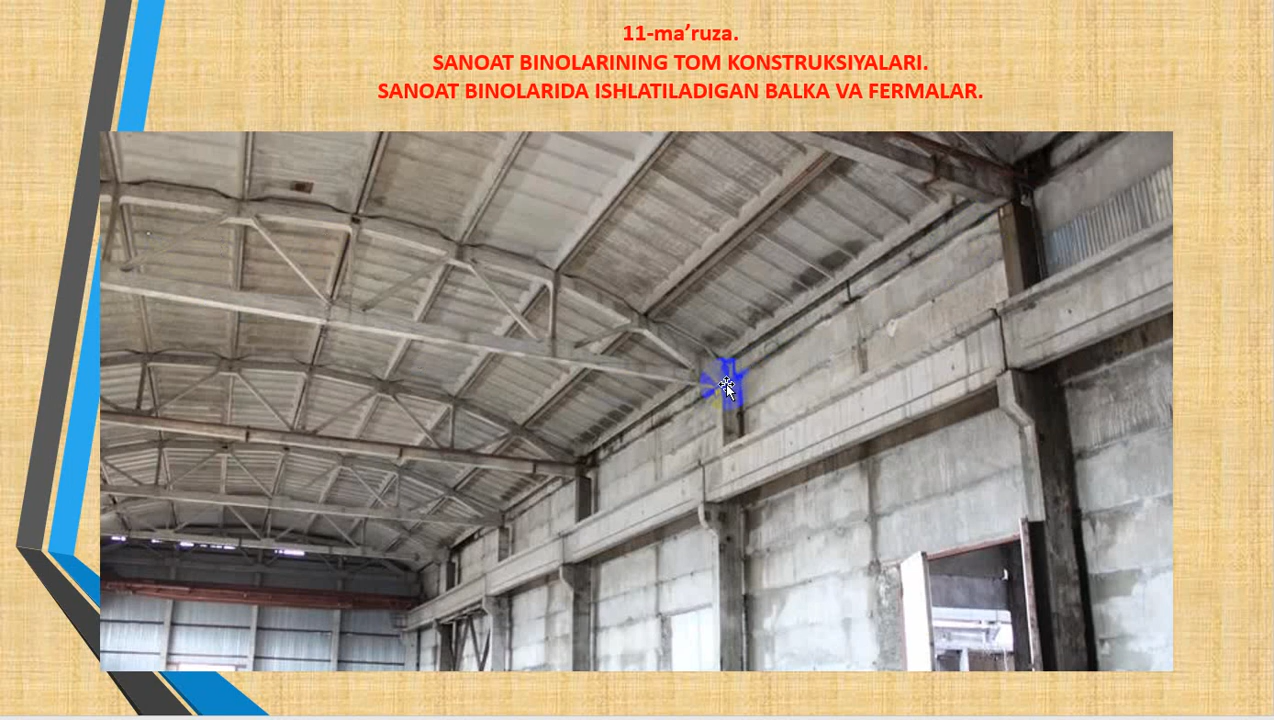 11-ma’ruza.
SANOAT BINOLARINING TOM KONSTRUKSIYALARI.
SANOAT BINOLARIDA ISHLATILADIGAN BALKA VA FERMALAR.